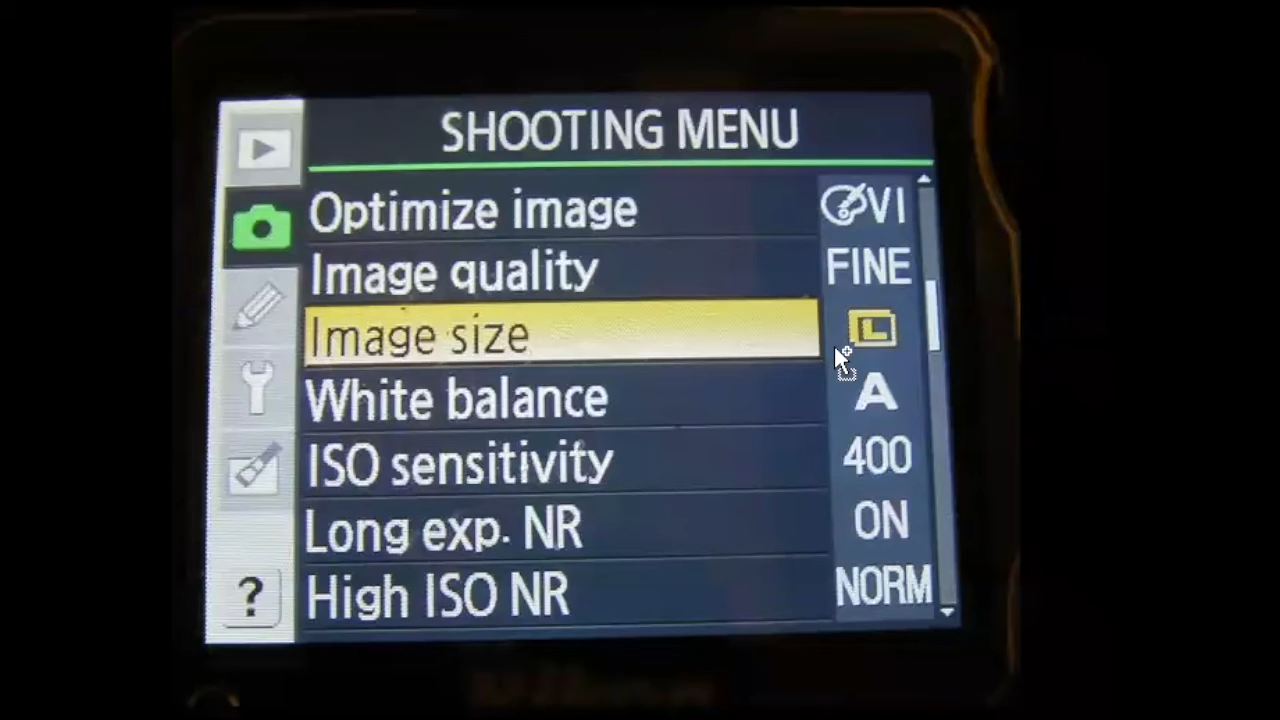 SHOOTING MENU
Optimize image VI
Image quality FINE
Image size L
White balance A
ISO sensitivity 400
Long exp. NR ON
High ISO NR NORM
?